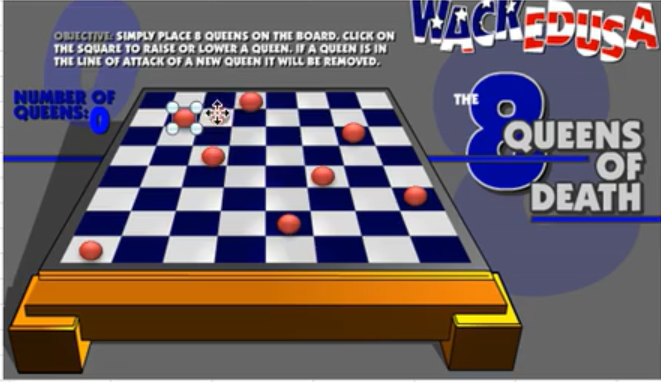 OBJECTIVE: SIMPLY PLACE 8 QUEENS ON THE BOARD. CLICK ON
THE SQUARE TO RAISE OR LOWER A QUEEN. IF A QUEEN IS IN
THE LINE OF ATTACK OF A NEW QUEEN IT WILL BE REMOVED.
WACKEDUSA
NUMBER OF
QUEENS:0
THE 8
QUEENS
OF
DEATH